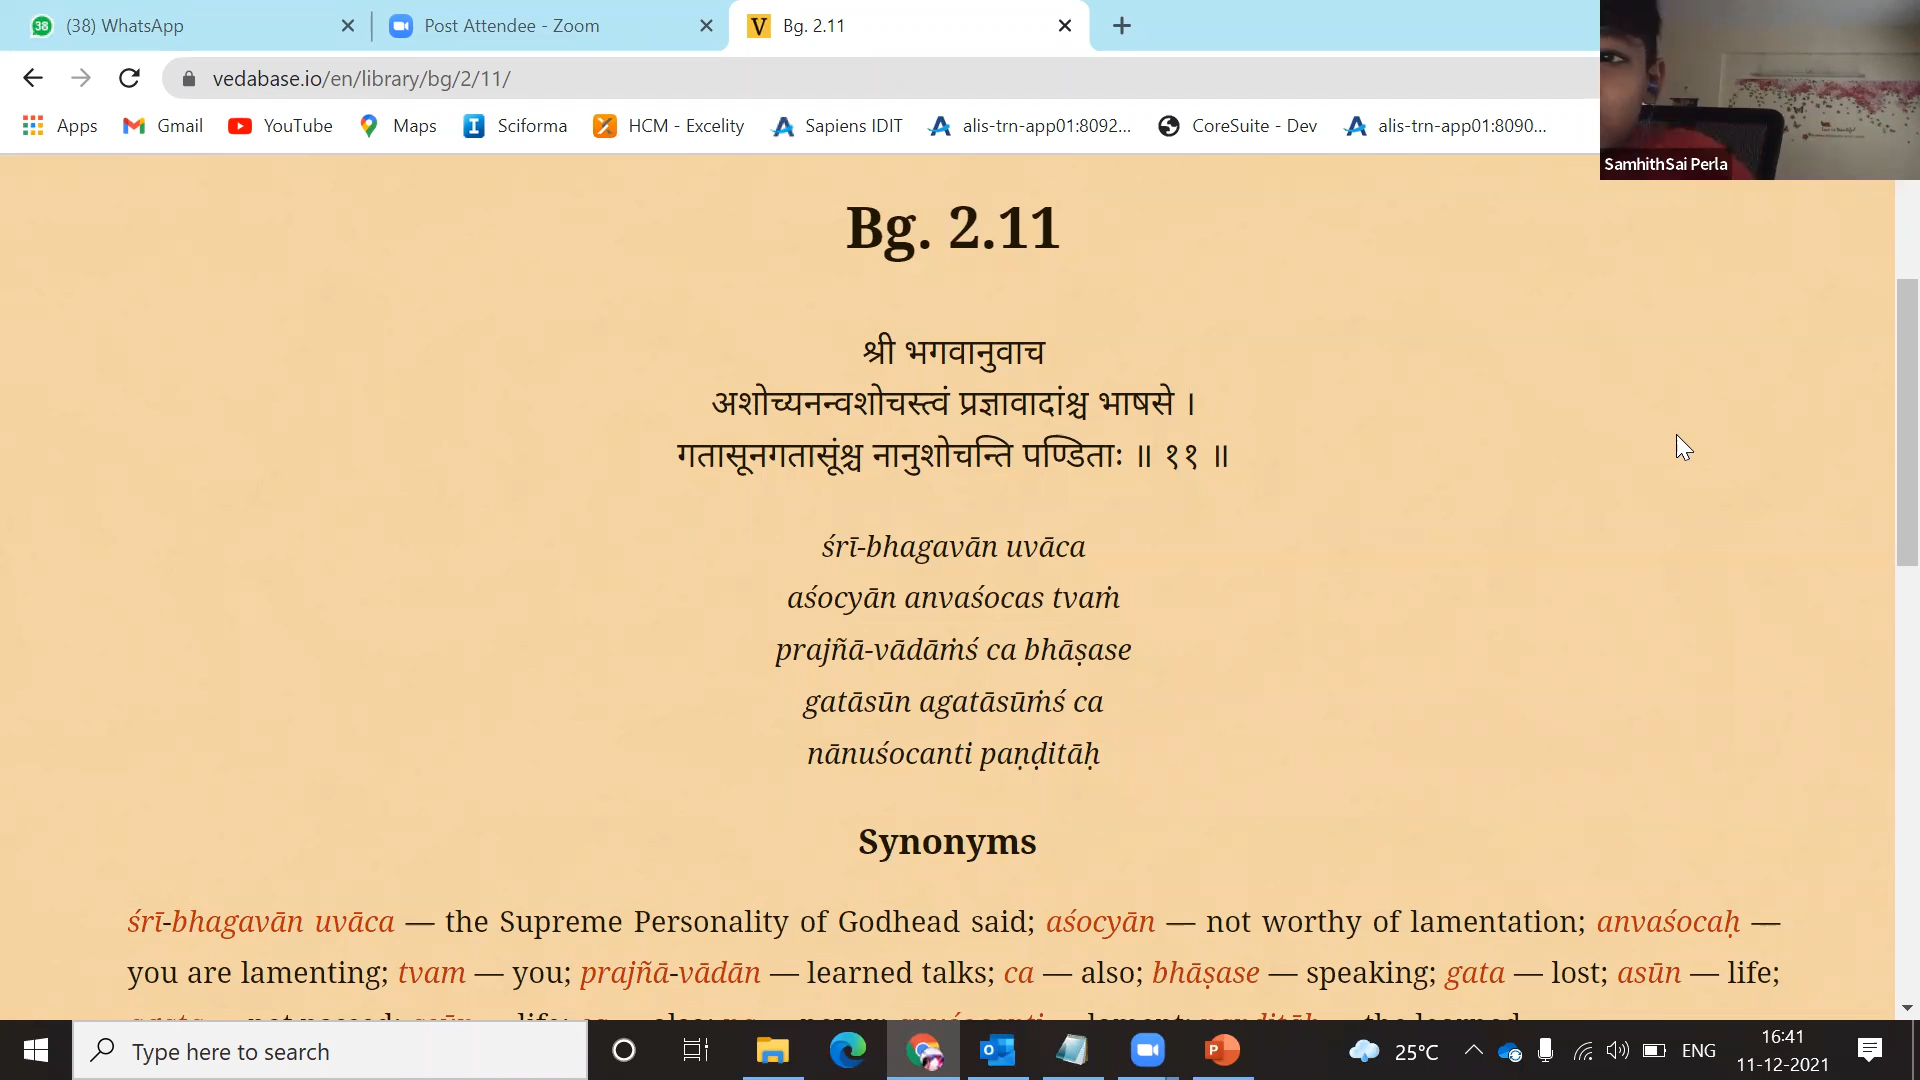 (38) WhatsApp
Post Attendee - Zoom
Bg. 2.11
vedabase.io/en/library/bg/2/11/
Apps Gmail YouTube Maps Sciforma HCM - Excelity Sapiens IDIT alis-trn-app01:8092... CoreSuite - Dev alis-trn-app01:8090...
Samhith Sai Perla
Bg. 2.11
श्री भगवानुवाच
अशोच्यनन्वशोचस्त्वं प्रज्ञावादांश्च भाषसे ।
गतासूनगतासूंश्च नानुशोचन्ति पण्डिताः ॥ ११ ॥
śrī-bhagavān uvāca
aśocyān anvaśocas tvaṁ
prajñā-vādāṁś ca bhāṣase
gatāsūn agatāsūṁś ca
nānuśocanti paṇḍitāḥ
Synonyms
śrī-bhagavān uvāca — the Supreme Personality of Godhead said; aśocyān — not worthy of lamentation; anvaśocaḥ —
you are lamenting; tvam — you; prajñā-vādān — learned talks; ca — also; bhāṣase — speaking; gata — lost; asūn — life;
Type here to search
25°C
ENG
16:41
11-12-2021